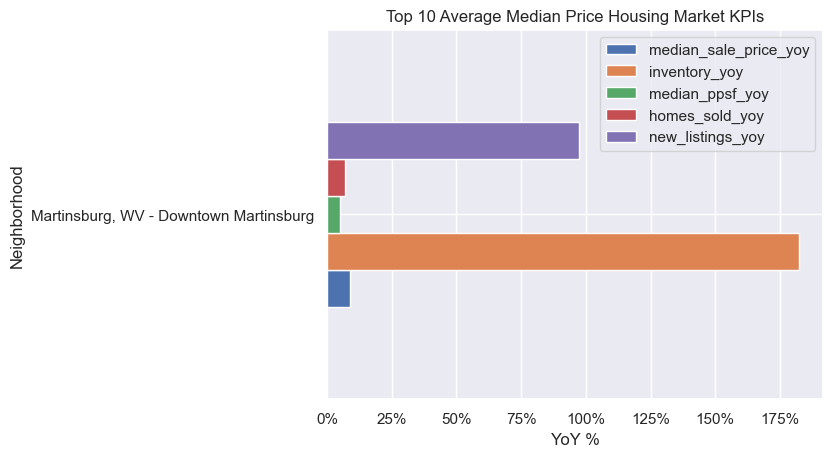 Top 10 Average Median Price Housing Market KPIs
median_sale_price_yoy
inventory_yoy
median_ppsf_yoy
homes_sold_yoy
new_listings_yoy
Neighborhood
Martinsburg, WV - Downtown Martinsburg
0% 25% 50% 75% 100% 125% 150% 175%
YoY %